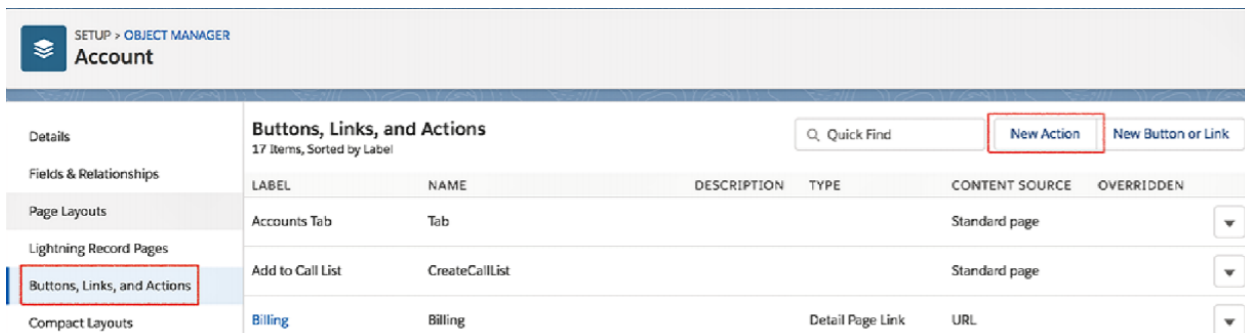 SETUP > OBJECT MANAGER
Account
Details
Fields & Relationships
Page Layouts
Lightning Record Pages
Buttons, Links, and Actions
Compact Layouts
Buttons, Links, and Actions
17 Items, Sorted by Label
Quick Find
New Action
New Button or Link
LABEL NAME DESCRIPTION TYPE CONTENT SOURCE OVERRIDDEN
Accounts Tab Tab Standard page
Add to Call List CreateCallList Standard page
Billing Billing Detail Page Link URL